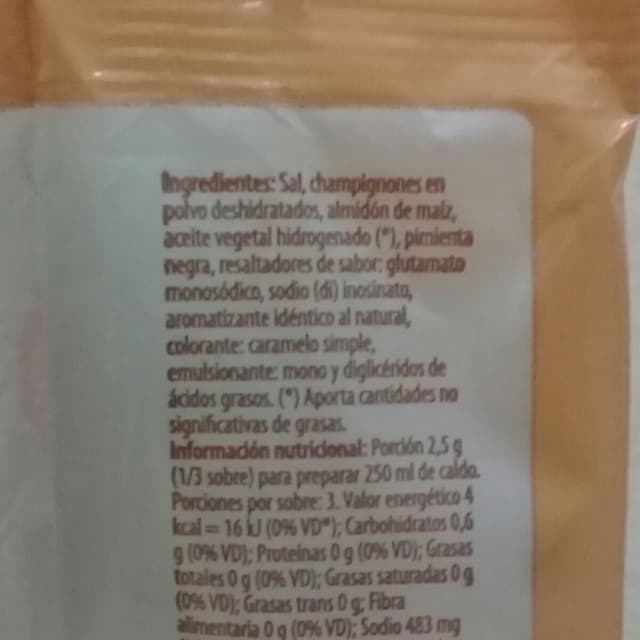 Ingredientes: Sal, champignones en
polvo deshidratados, almidón de maíz,
aceite vegetal hidrogenado (*), pimienta
negra, resaltadores de sabor: glutamato
monosódico, sodio (di) inosinato,
aromatizante idéntico al natural,
colorante: caramelo simple,
emulsionante: mono y diglicéridos de
ácidos grasos. (*) Aporta cantidades no
significativas de grasas.
Información nutricional: Porción 2,5 g
(1/3 sobre) para preparar 250 ml de caldo.
Porciones por sobre: 3. Valor energético 4
kcal = 16 kJ (0% VD*); Carbohidratos 0,6
g (0% VD); Proteínas 0 g (0% VD); Grasas
totales 0 g (0% VD); Grasas saturadas 0 g
(0% VD); Grasas trans 0 g; Fibra
alimentaria 0 g (0% VD); Sodio 483 mg